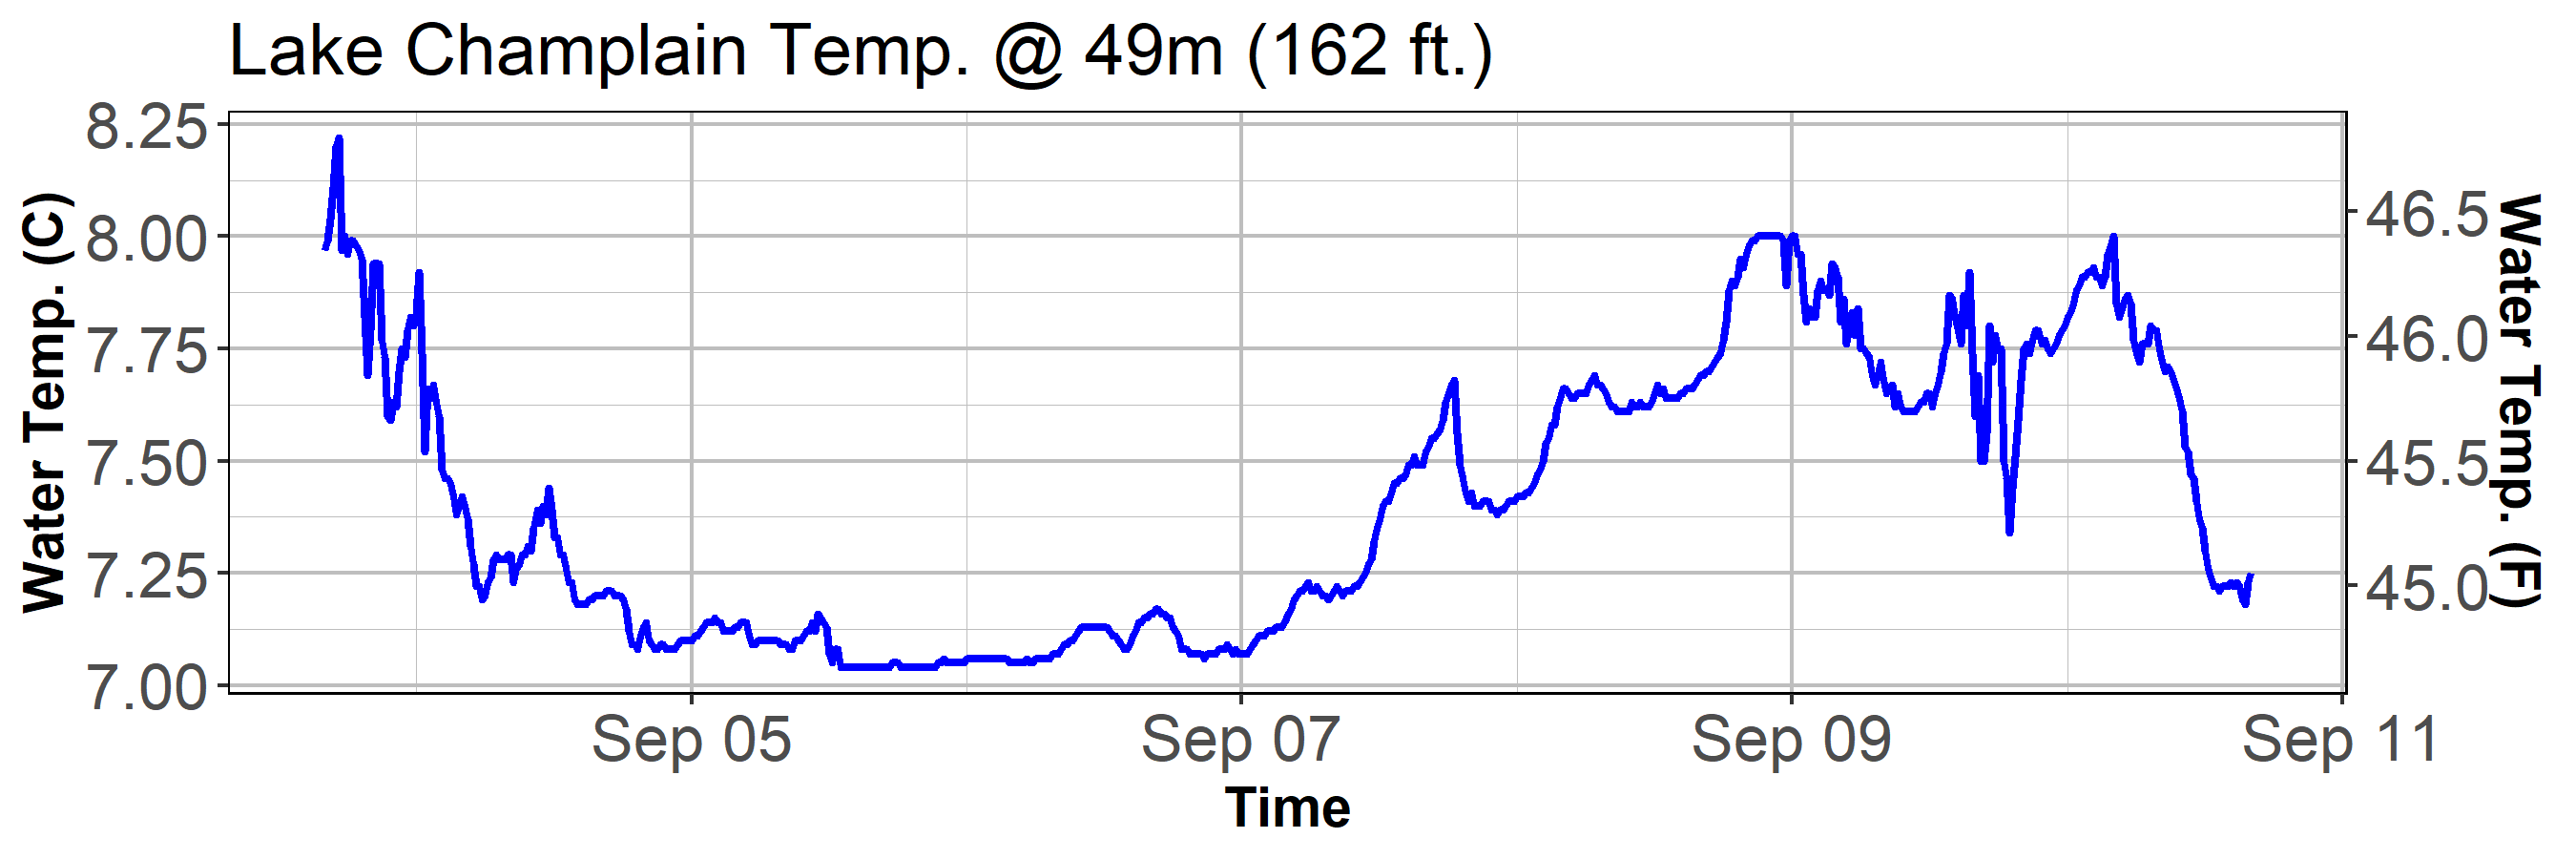 Lake Champlain Temp. @ 49m (162 ft.)
Water Temp. (C)
8.25
8.00
7.75
7.50
7.25
7.00
46.5
46.0
45.5
45.0
Water Temp. (F)
Sep 05 Sep 07 Sep 09 Sep 11
Time